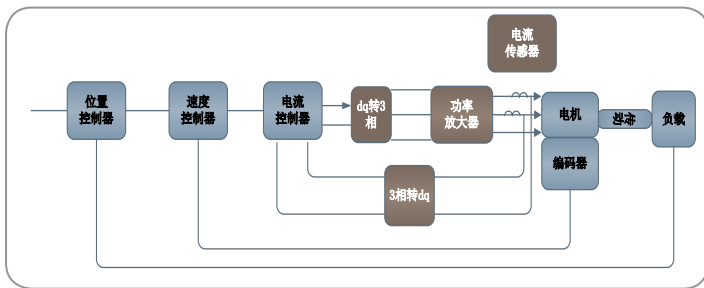 电流
传感器
位置
控制器
速度
控制器
电流
控制器
dq转3
相
功率
放大器
电机
负载
编码器
3相转dq